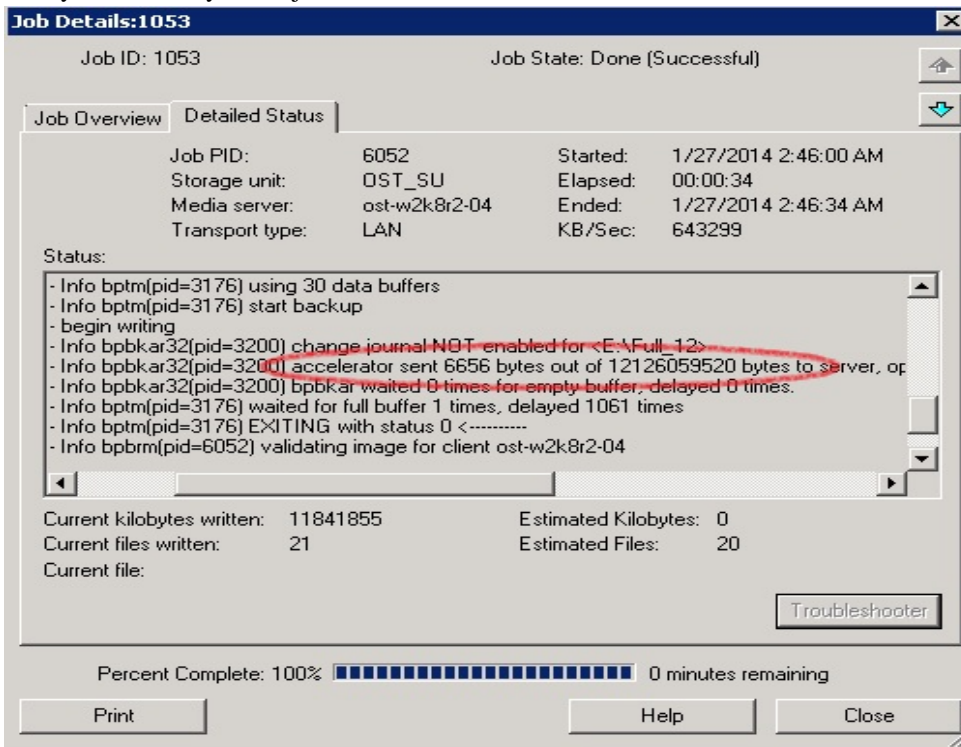 Job Details:1053
Job ID: 1053 Job State: Done (Successful)
Job Overview Detailed Status
Job PID: 6052 Started: 1/27/2014 2:46:00 AM
Storage unit: OST_SU Elapsed: 00:00:34
Media server: ost-w2k8r2-04 Ended: 1/27/2014 2:46:34 AM
Transport type: LAN KB/Sec: 643299
Status:
- Info bptm(pid=3176) using 30 data buffers
- Info bptm(pid=3176) start backup
- begin writing
- Info bpbkar32(pid=3200) change journal NOT enabled for <E:\Full_12>
- Info bpbkar32(pid=3200) accelerator sent 6656 bytes out of 12126059520 bytes to server, op
- Info bpbkar32(pid=3200) bpbkar waited 0 times for empty buffer, delayed 0 times.
- Info bptm(pid=3176) waited for full buffer 1 times, delayed 1061 times
- Info bptm(pid=3176) EXITING with status 0 <----------
- Info bpbrm(pid=6052) validating image for client ost-w2k8r2-04
Current kilobytes written: 11841855 Estimated Kilobytes: 0
Current files written: 21 Estimated Files: 20
Current file:
Troubleshooter
Percent Complete: 100% 0 minutes remaining
Print Help Close